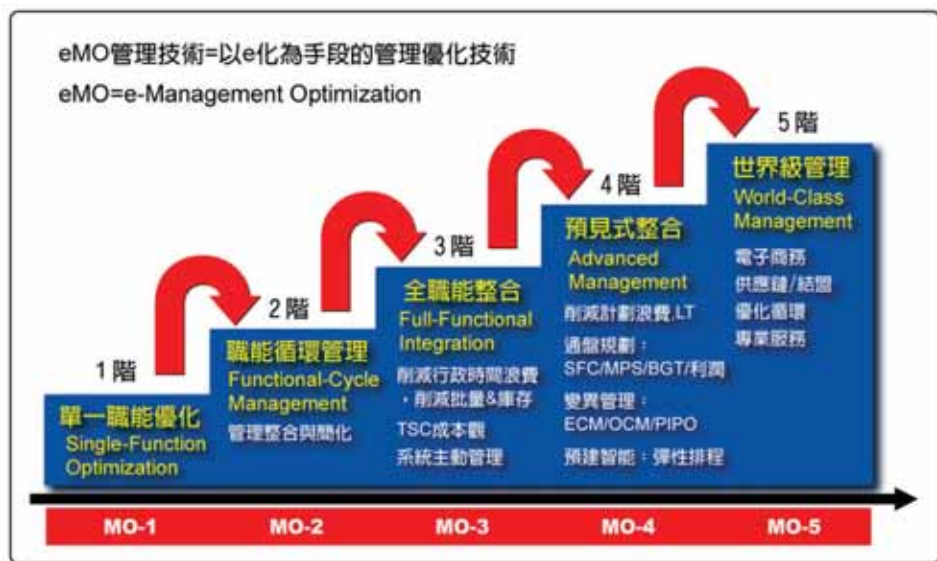 eMO管理技術=以e化為手段的管理優化技術
eMO=e-Management Optimization
1 階
單一職能優化
Single-Function
Optimization
2 階
職能循環管理
Functional-Cycle
Management
管理整合與簡化
3 階
全職能整合
Full-Functional
Integration
削減行政時間浪費
，削減批量&庫存
TSC成本觀
系統主動管理
4 階
預見式整合
Advanced
Management
削減計劃浪費,LT
通盤規劃：
SFC/MPS/BGT/利潤
變異管理：
ECM/OCM/PIPO
預建智能：彈性排程
5 階
世界級管理
World-Class
Management
電子商務
供應鏈/結盟
優化循環
專業服務
MO-1
MO-2
MO-3
MO-4
MO-5